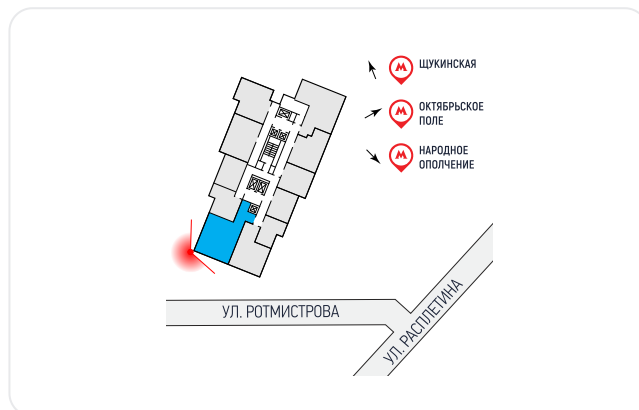 М ЩУКИНСКАЯ
М ОКТЯБРЬСКОЕ
ПОЛЕ
М НАРОДНОЕ
ОПОЛЧЕНИЕ
УЛ. РОТМИСТРОВА
УЛ. РАСПЛЕТИНА